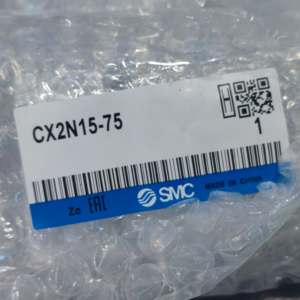 CX2N15-75
1
Zo EAC
SMC
MADE IN CHINA